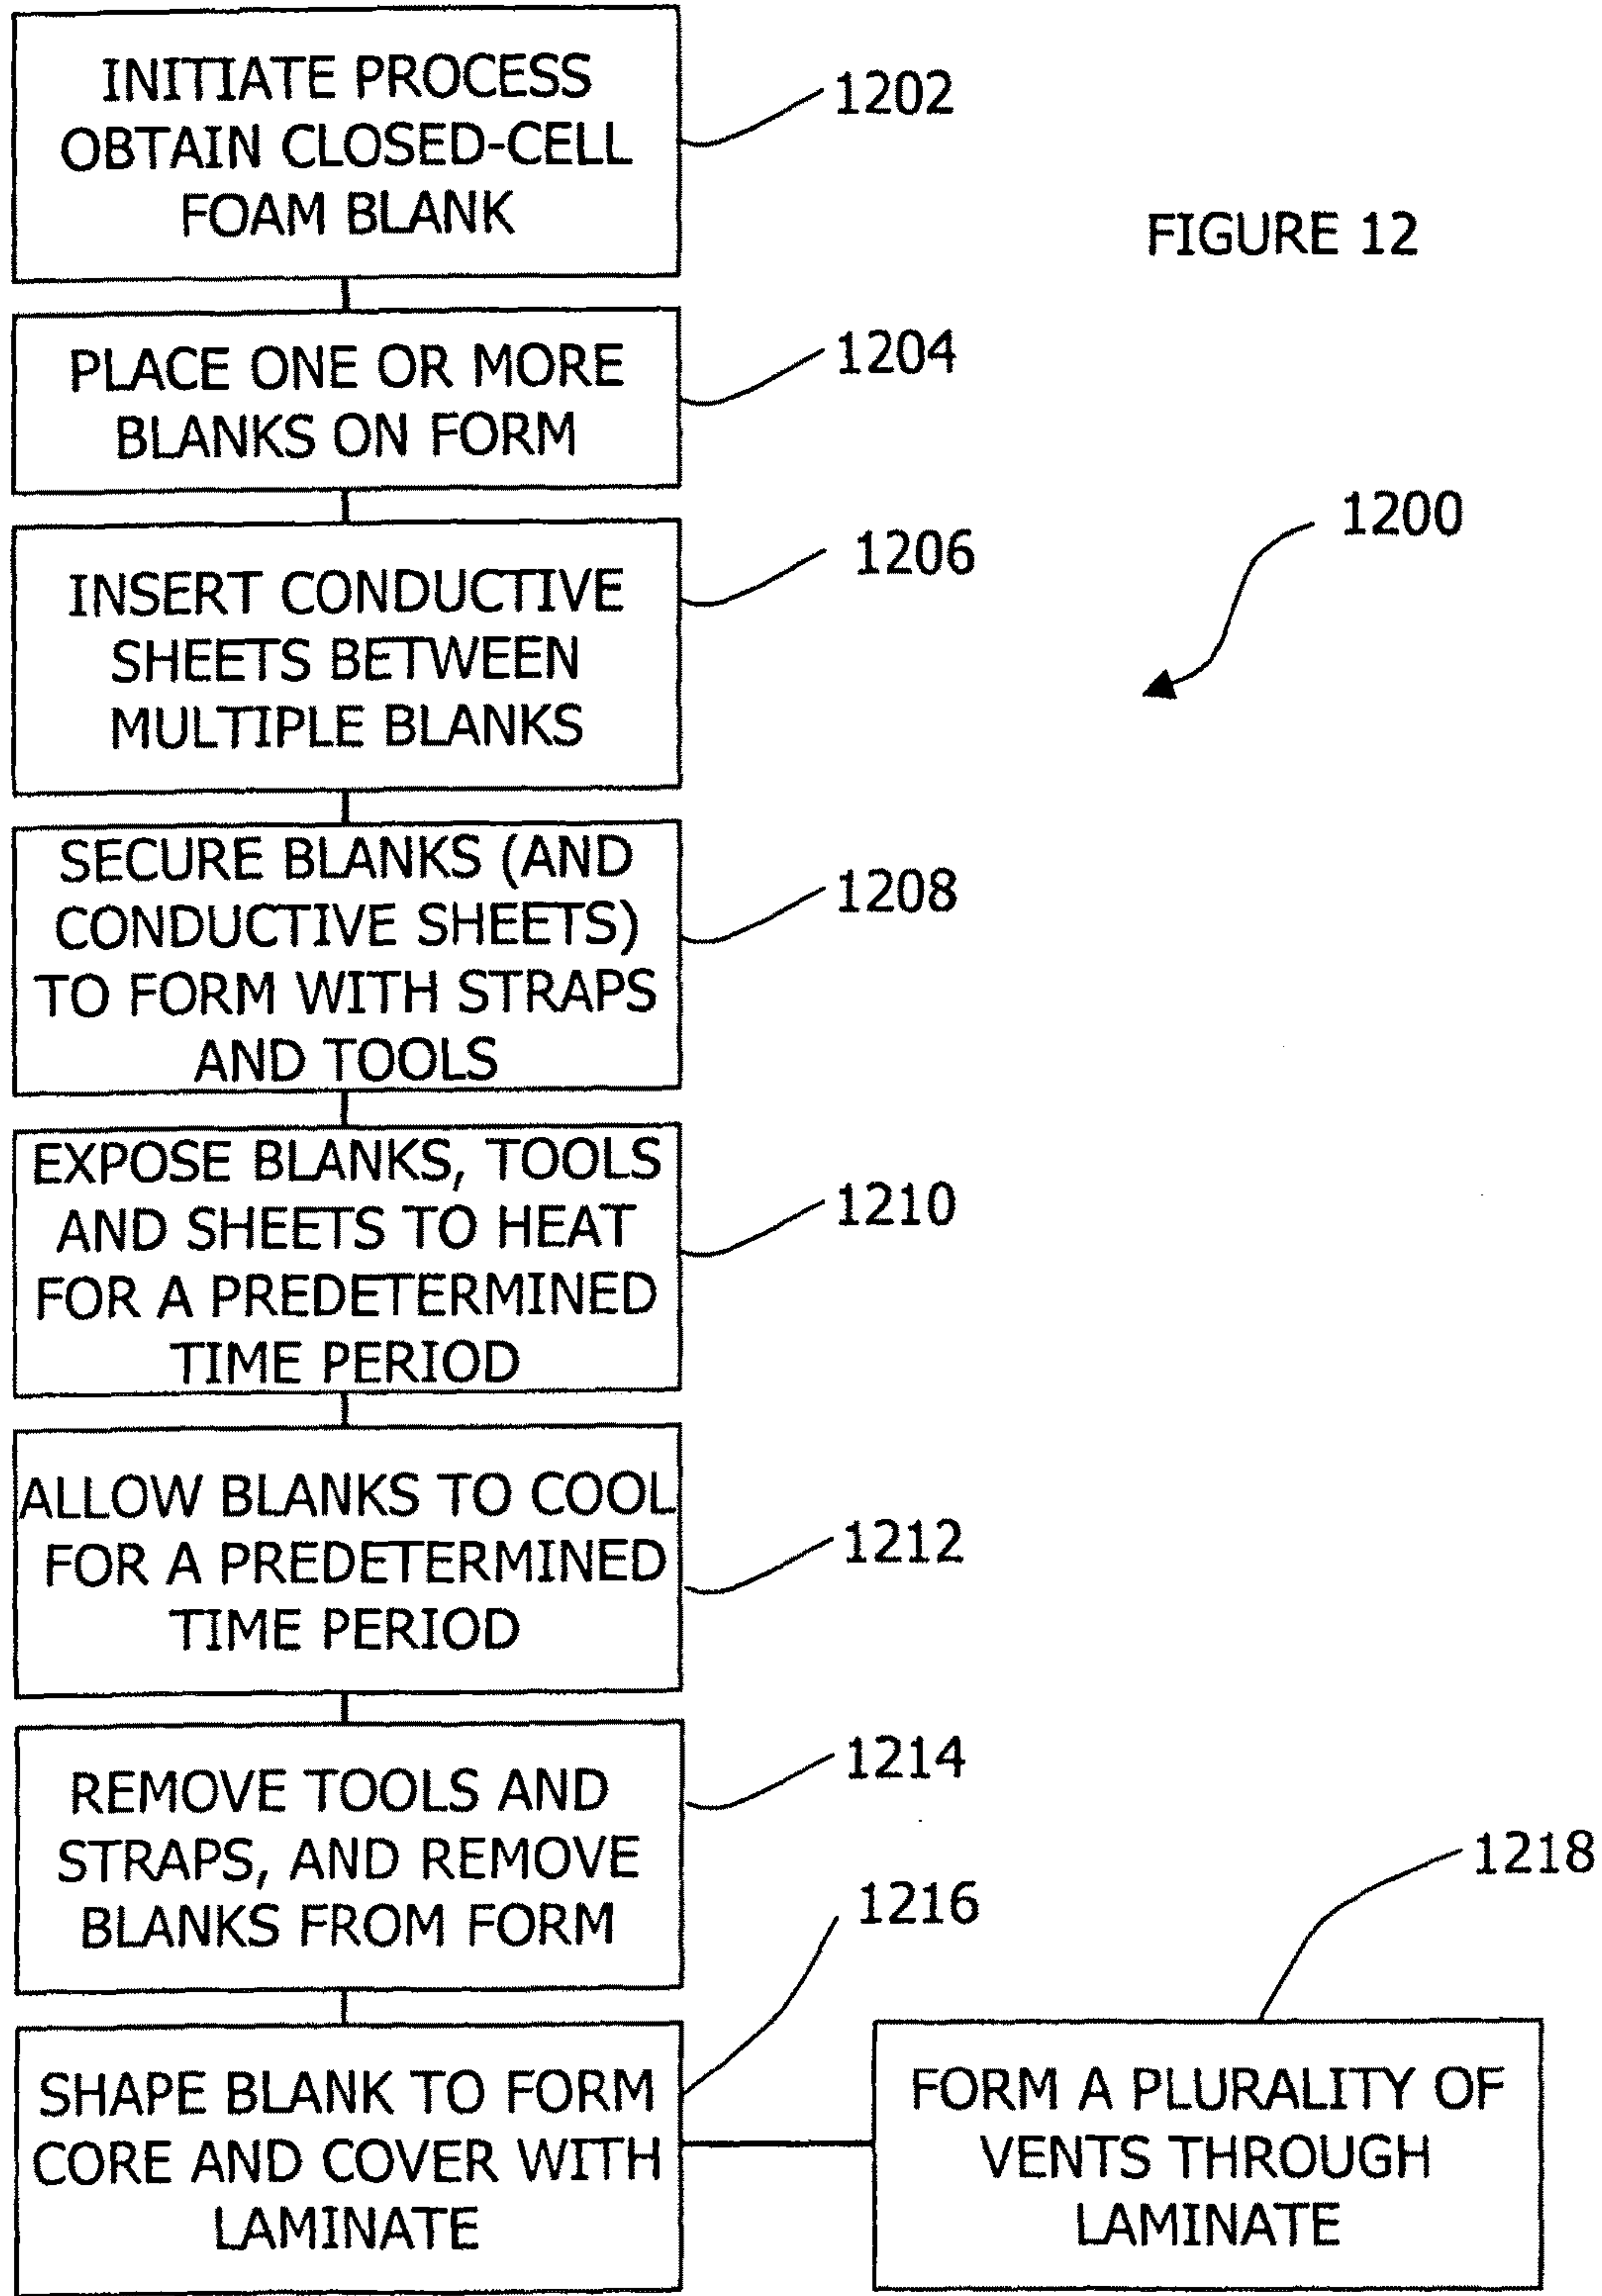 INITIATE PROCESS
OBTAIN CLOSED-CELL
FOAM BLANK
1202
FIGURE 12
PLACE ONE OR MORE
BLANKS ON FORM
1204
INSERT CONDUCTIVE
SHEETS BETWEEN
MULTIPLE BLANKS
1206
1200
SECURE BLANKS (AND
CONDUCTIVE SHEETS)
TO FORM WITH STRAPS
AND TOOLS
1208
EXPOSE BLANKS, TOOLS
AND SHEETS TO HEAT
FOR A PREDETERMINED
TIME PERIOD
1210
ALLOW BLANKS TO COOL
FOR A PREDETERMINED
TIME PERIOD
1212
REMOVE TOOLS AND
STRAPS, AND REMOVE
BLANKS FROM FORM
1214
SHAPE BLANK TO FORM
CORE AND COVER WITH
LAMINATE
1216
FORM A PLURALITY OF
VENTS THROUGH
LAMINATE
1218